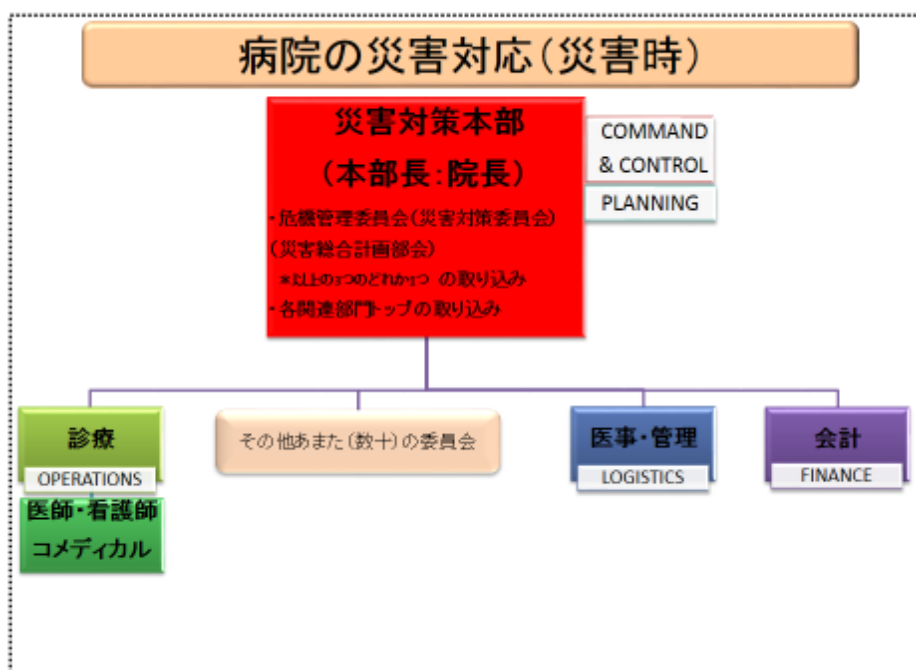 病院の災害対応(災害時)
災害対策本部
(本部長:院長)
COMMAND
& CONTROL
PLANNING
・危機管理委員会(災害対策委員会)
(災害総合計画部会)
*以上の3つのどれか1つ の取り込み
・各関連部門トップの取り込み
診療
OPERATIONS
医師・看護師
コメディカル
その他あまた(数十)の委員会
医事・管理
LOGISTICS
会計
FINANCE